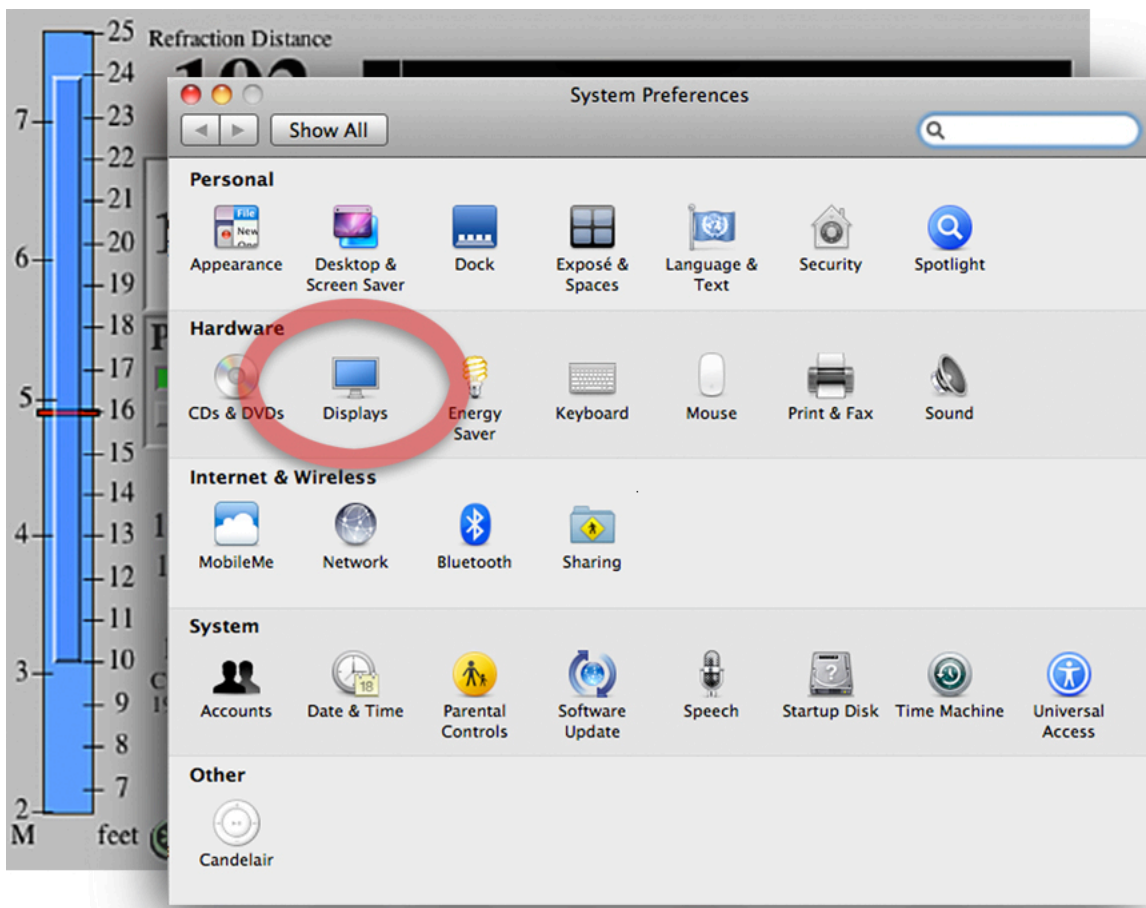 25
Refraction Distance
24
7
23
22
21
20
6
19
18
17
5
16
15
14
4
13
12
11
3
10
9
8
7
2
M
feet
System Preferences
Show All
Personal
File
New
Appearance
Desktop &
Screen Saver
Dock
Exposé &
Spaces
Language &
Text
Security
Spotlight
Hardware
CDs & DVDs
Displays
Energy
Saver
Keyboard
Mouse
Print & Fax
Sound
Internet & Wireless
MobileMe
Network
Bluetooth
Sharing
System
Accounts
18
Date & Time
Parental
Controls
Software
Update
Speech
?
Startup Disk
Time Machine
Universal
Access
Other
Candelair